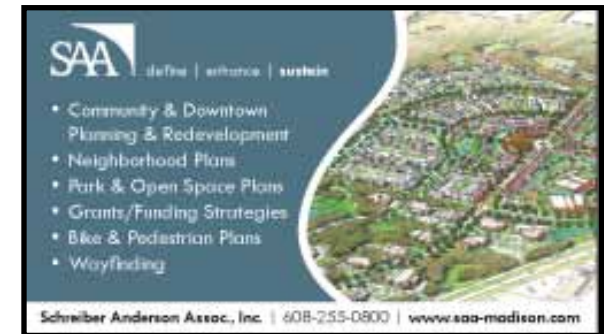 SAA
define | enhance | sustain
• Community & Downtown
Planning & Redevelopment
• Neighborhood Plans
• Park & Open Space Plans
• Grants/Funding Strategies
• Bike & Pedestrian Plans
• Wayfinding
Schreiber Anderson Assoc., Inc. | 608-255-0800 | www.saa-madison.com